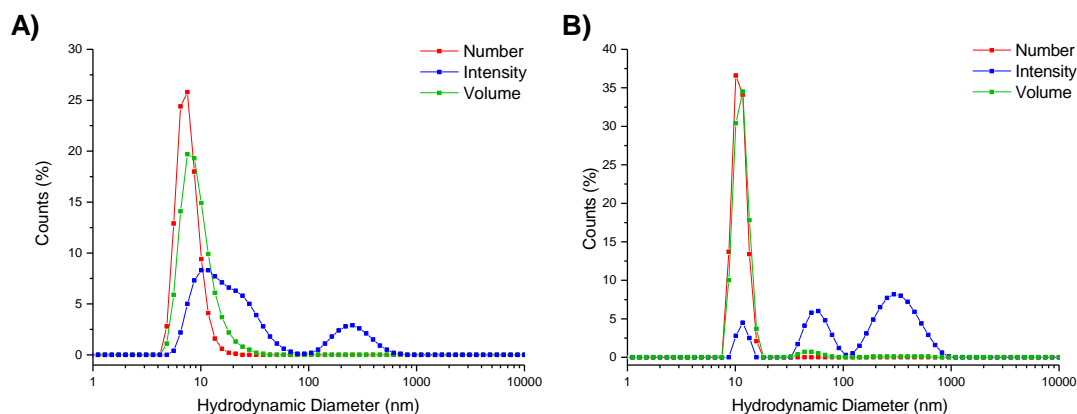 A)
30
25
20
15
10
5
0
Counts (%)
1
10
100
1000
10000
Hydrodynamic Diameter (nm)
Number
Intensity
Volume
B)
40
35
30
25
20
15
10
5
0
Counts (%)
1
10
100
1000
10000
Hydrodynamic Diameter (nm)
Number
Intensity
Volume